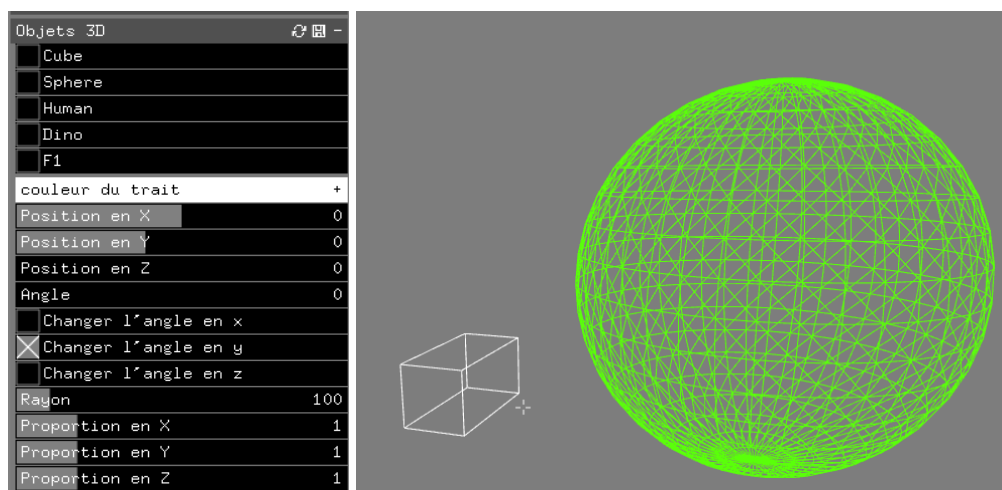 Objets 3D
Cube
Sphere
Human
Dino
F1
couleur du trait +
Position en X 0
Position en Y 0
Position en Z 0
Angle 0
Changer l'angle en x
Changer l'angle en y
Changer l'angle en z
Rayon 100
Proportion en X 1
Proportion en Y 1
Proportion en Z 1